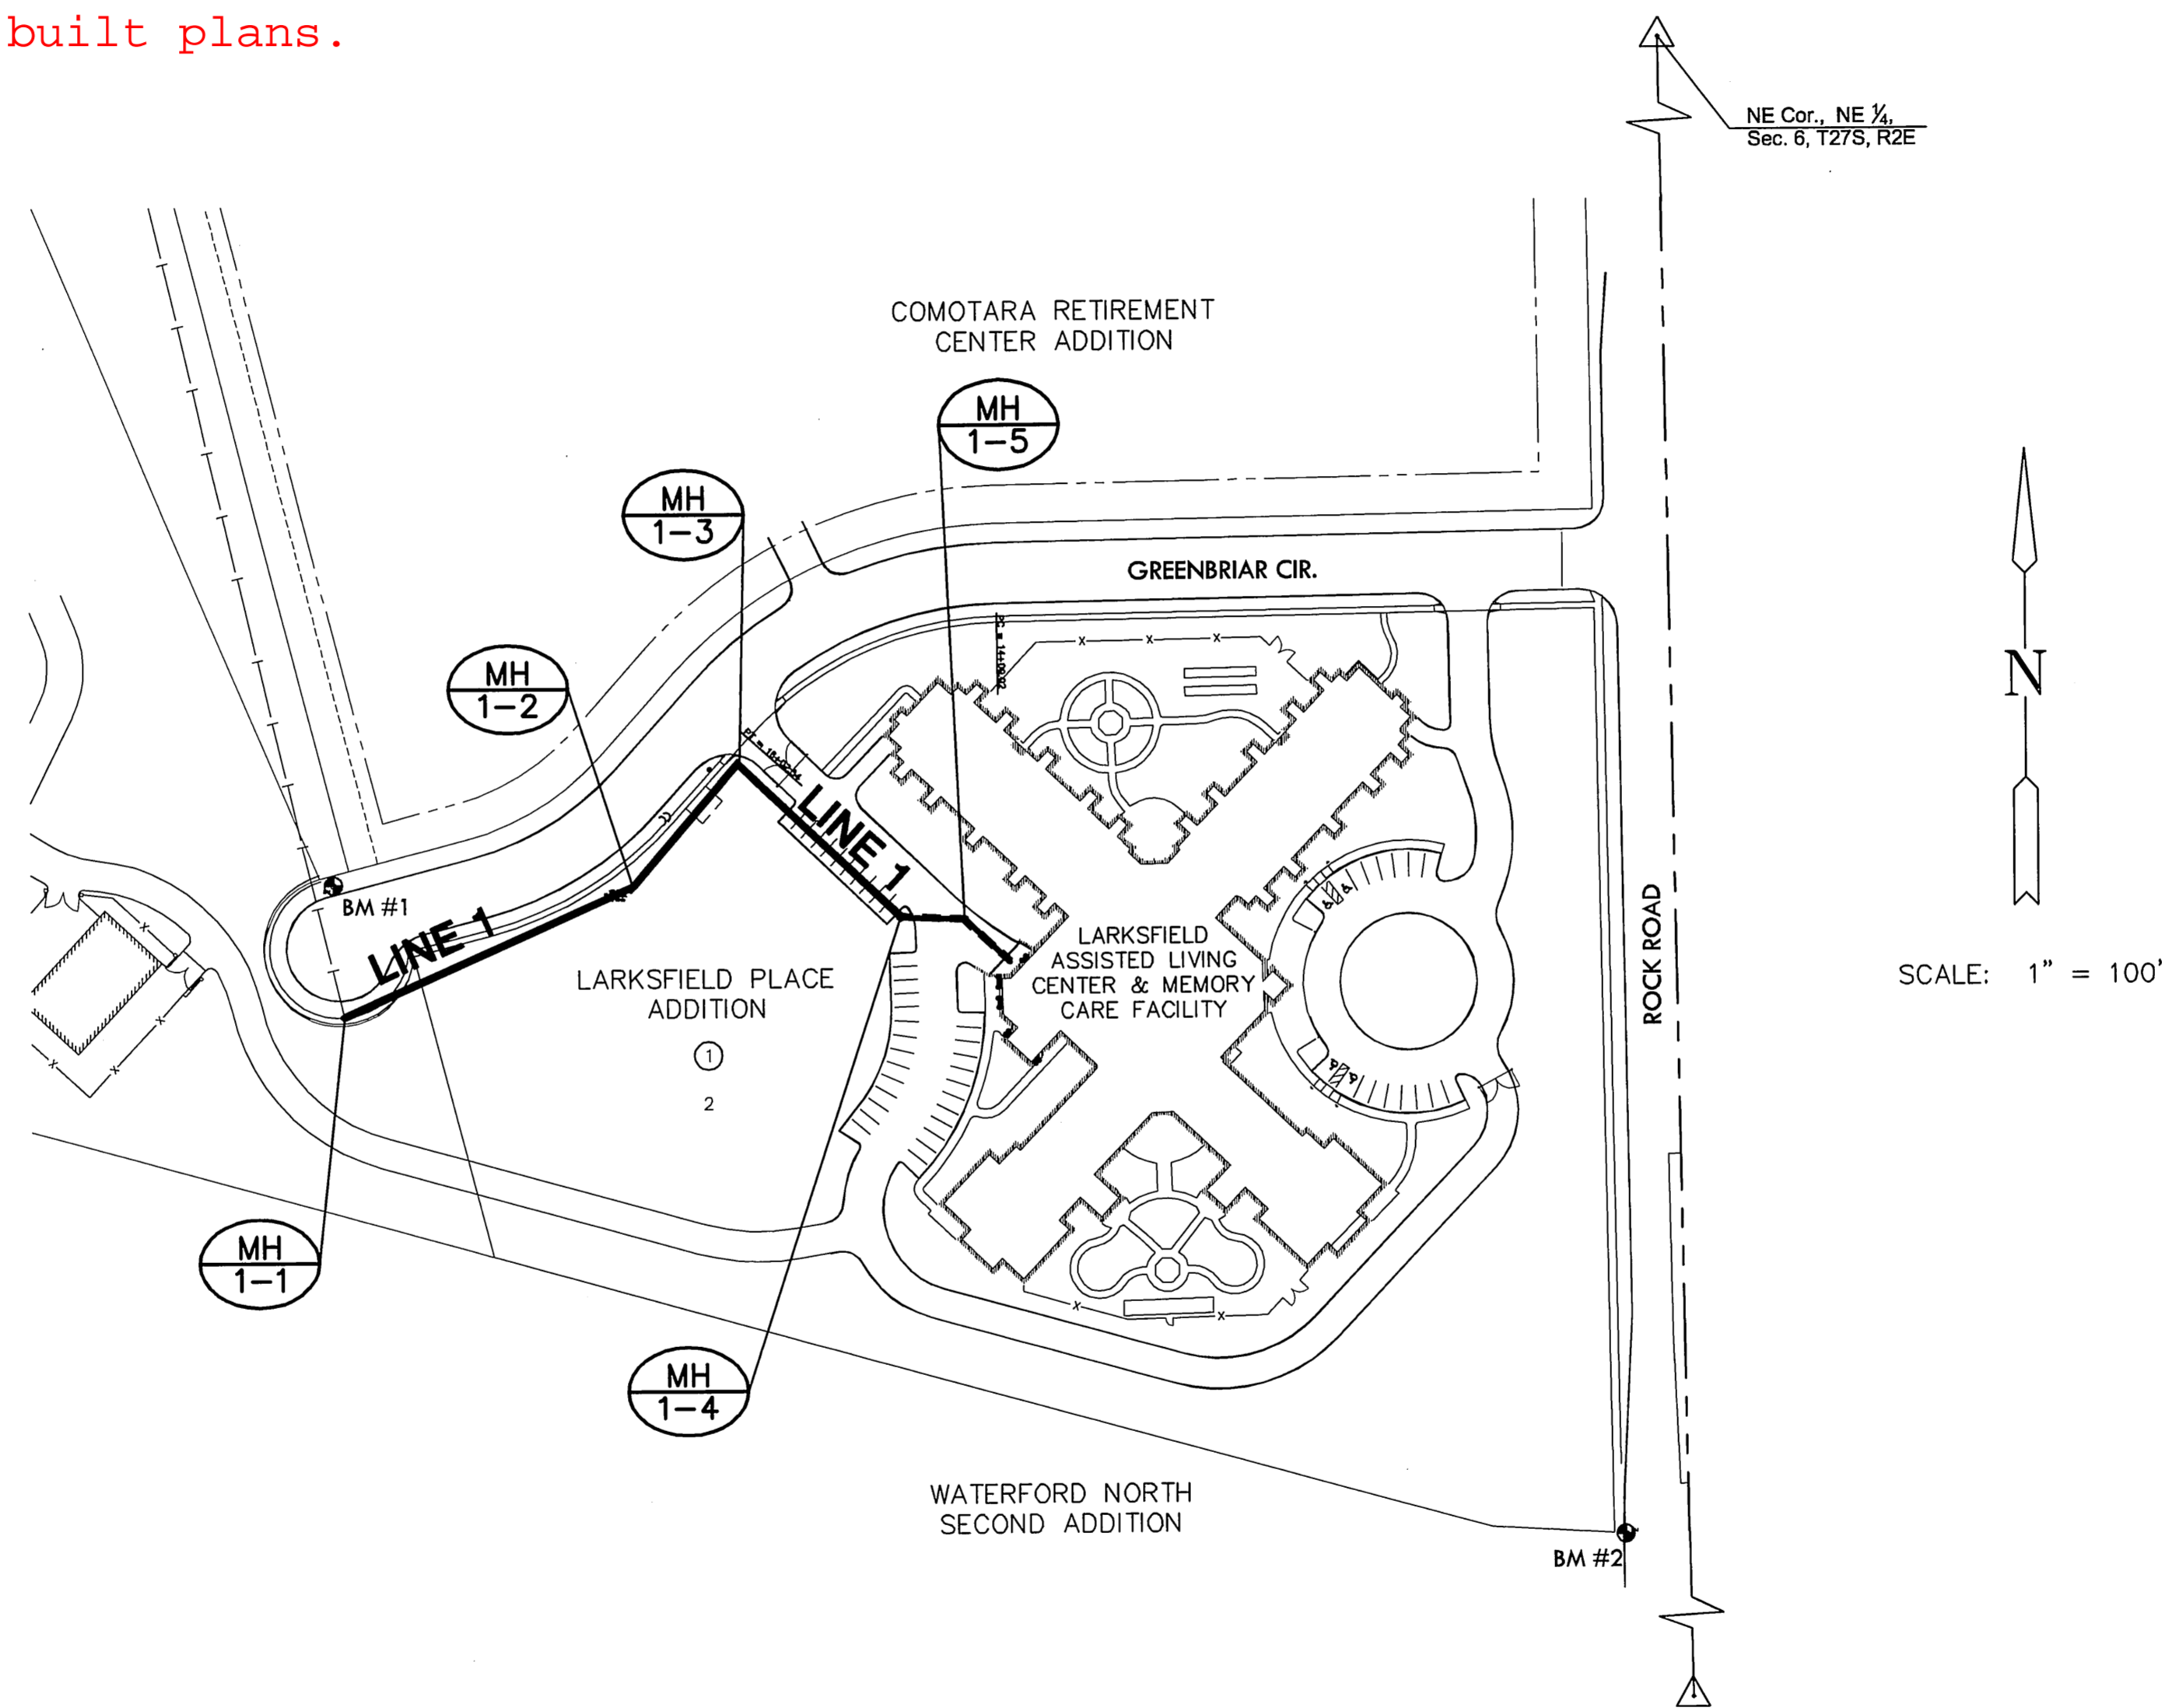 built plans.
NE Cor., NE ¼,
Sec. 6, T27S, R2E
COMOTARA RETIREMENT
CENTER ADDITION
MH
1-5
MH
1-3
GREENBRIAR CIR.
MH
1-2
N
LINE 1
BM #1
LINE 1
LARKSFIELD PLACE
ADDITION
1
2
LARKSFIELD
ASSISTED LIVING
CENTER & MEMORY
CARE FACILITY
ROCK ROAD
SCALE: 1" = 100'
MH
1-1
MH
1-4
WATERFORD NORTH
SECOND ADDITION
BM #2